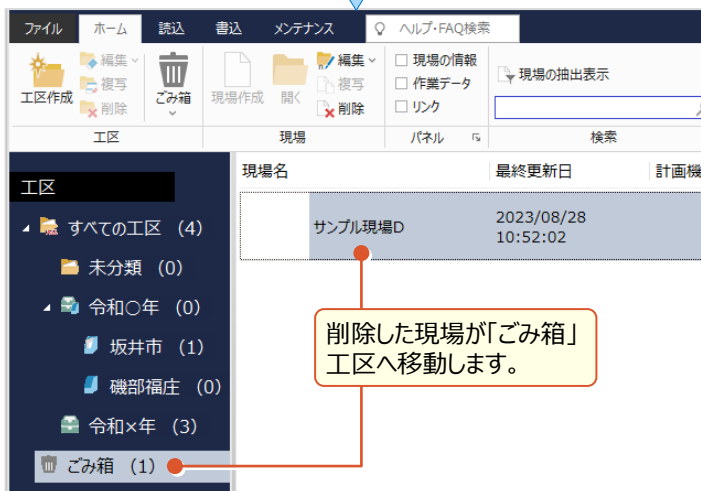 ファイル ホーム 読込 書込 メンテナンス ヘルプ・FAQ検索
工区作成 編集 複写 削除 ごみ箱
工区
現場作成 開く 編集 複写 削除
現場
現場の情報
作業データ
リンク
パネル
現場の抽出表示
検索
工区
すべての工区 (4)
未分類 (0)
令和○年 (0)
坂井市 (1)
磯部福庄 (0)
令和×年 (3)
ごみ箱 (1)
現場名 最終更新日 計画機
サンプル現場D 2023/08/28
10:52:02
削除した現場が「ごみ箱」
工区へ移動します。